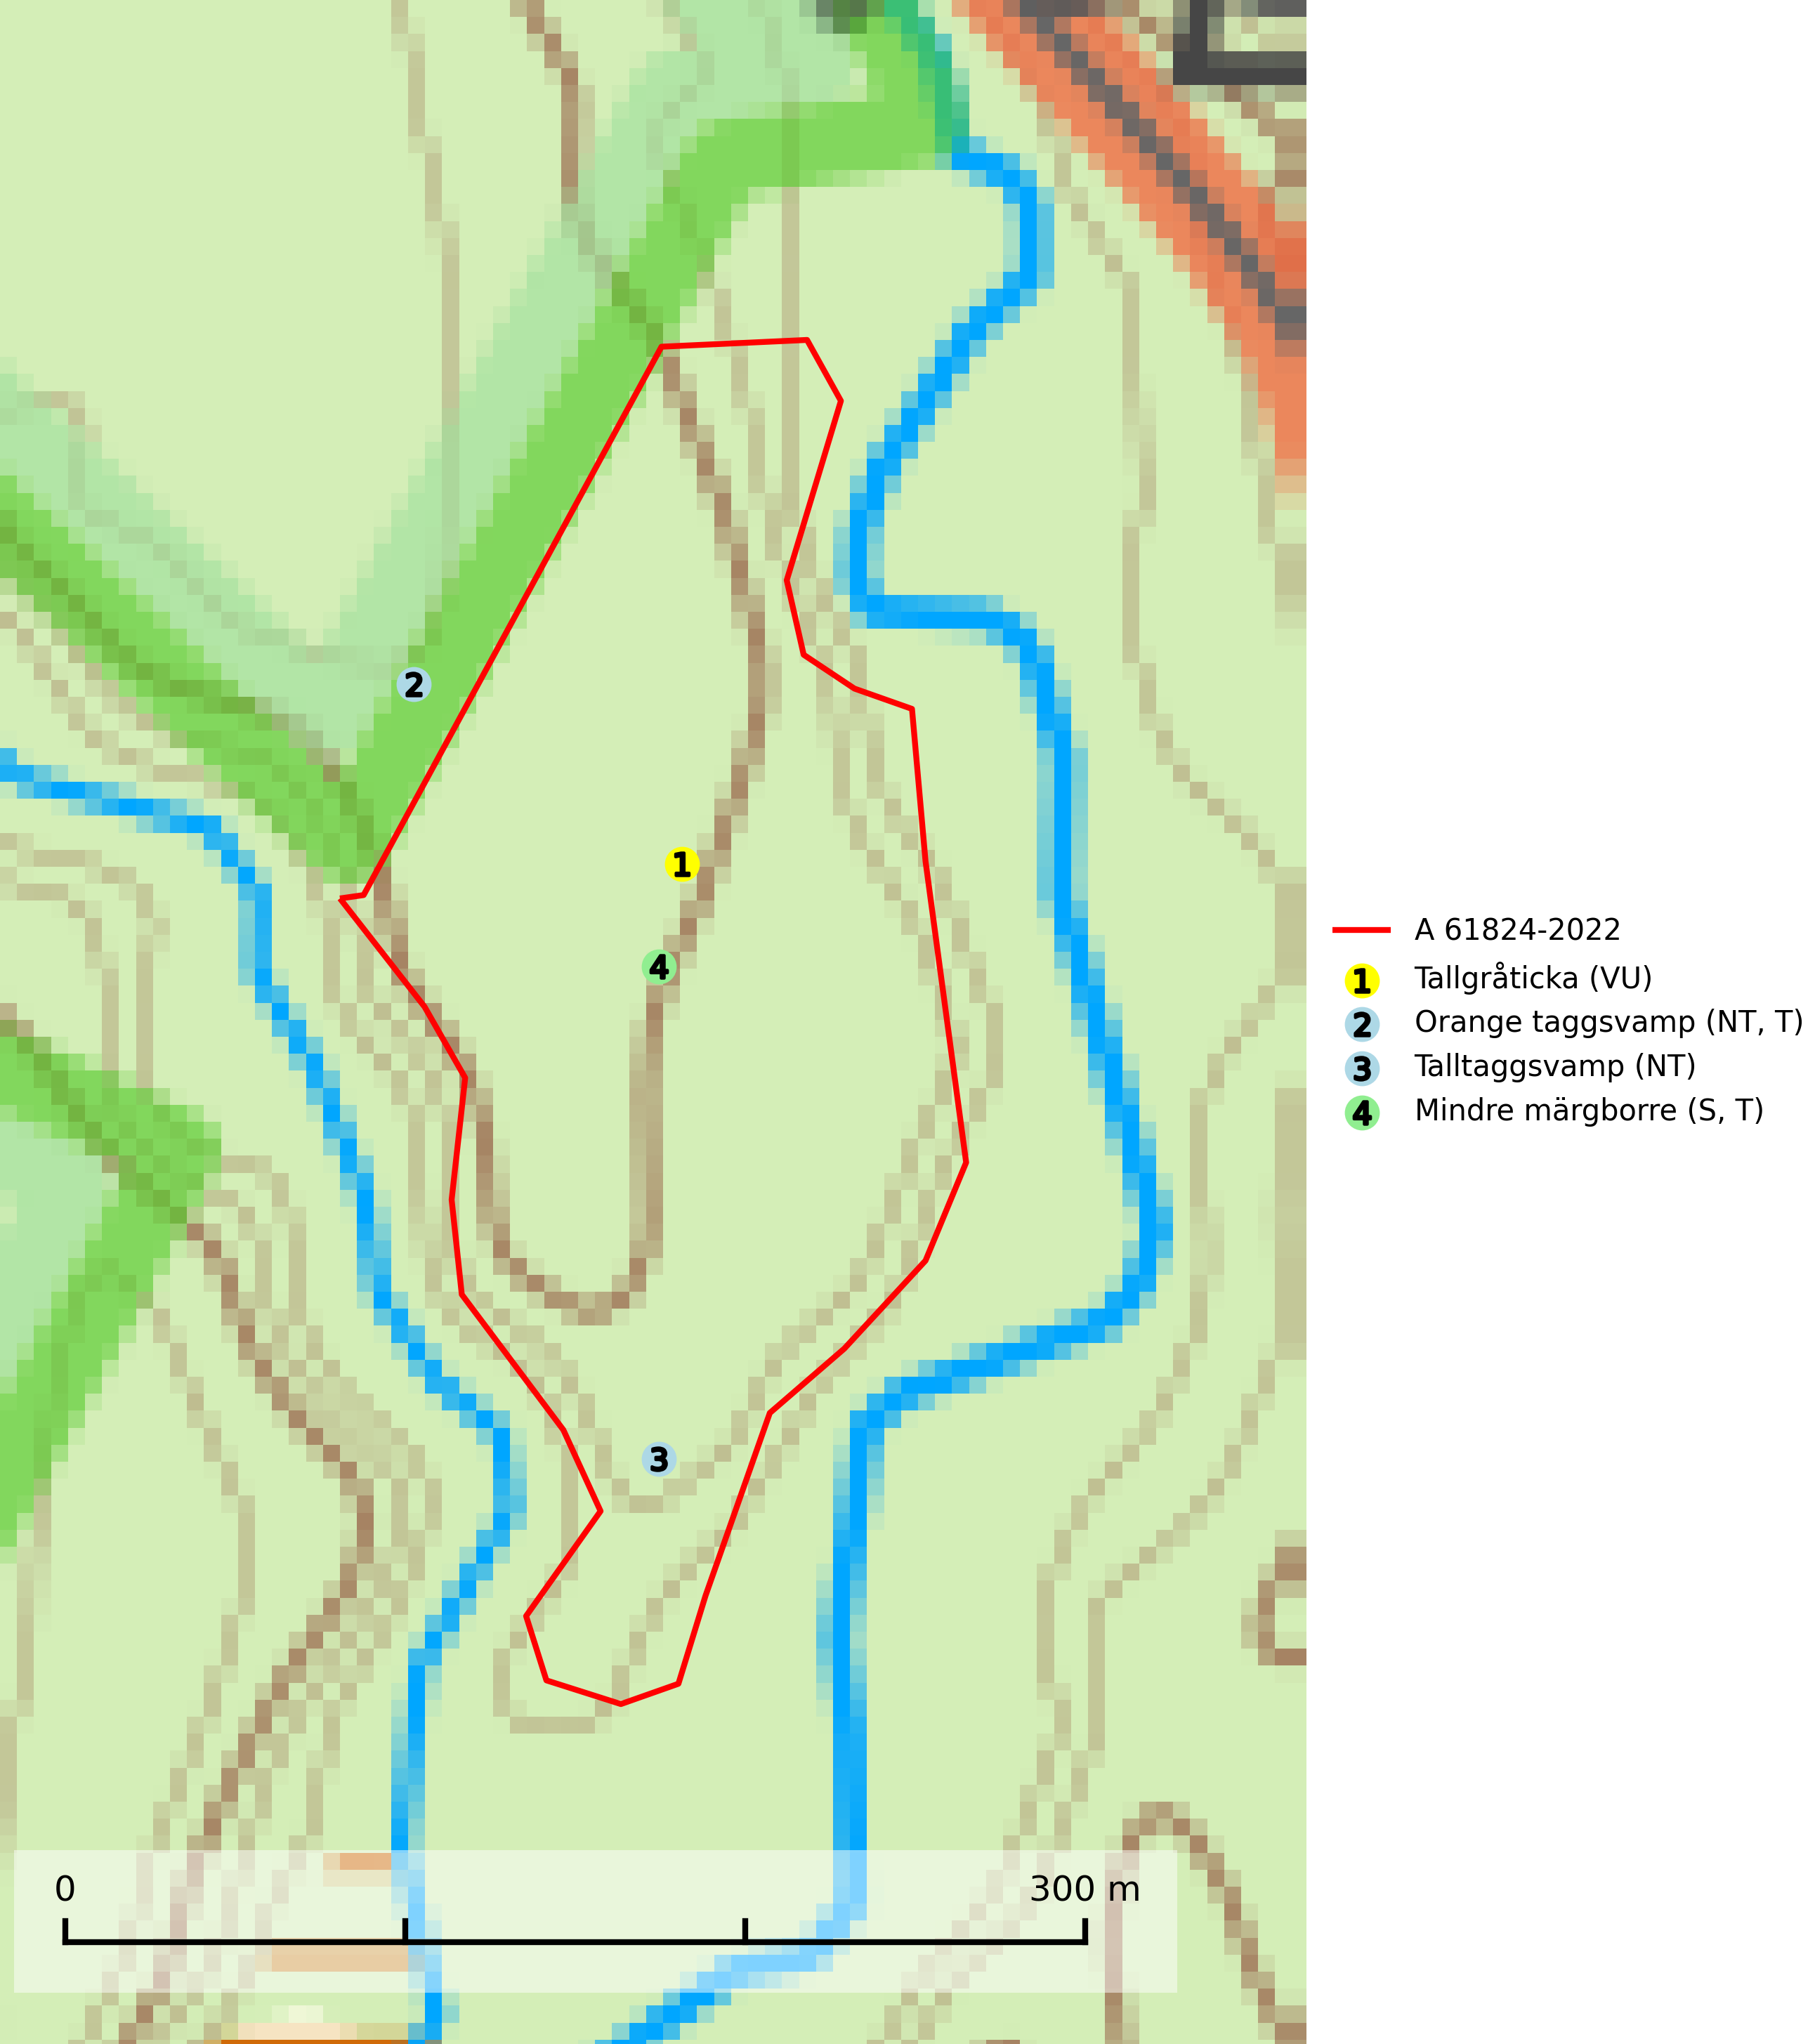 2
1
4
3
A 61824-2022
1 Tallgråticka (VU)
2 Orange taggsvamp (NT, T)
3 Talltaggsvamp (NT)
4 Mindre märgborre (S, T)
0 300 m